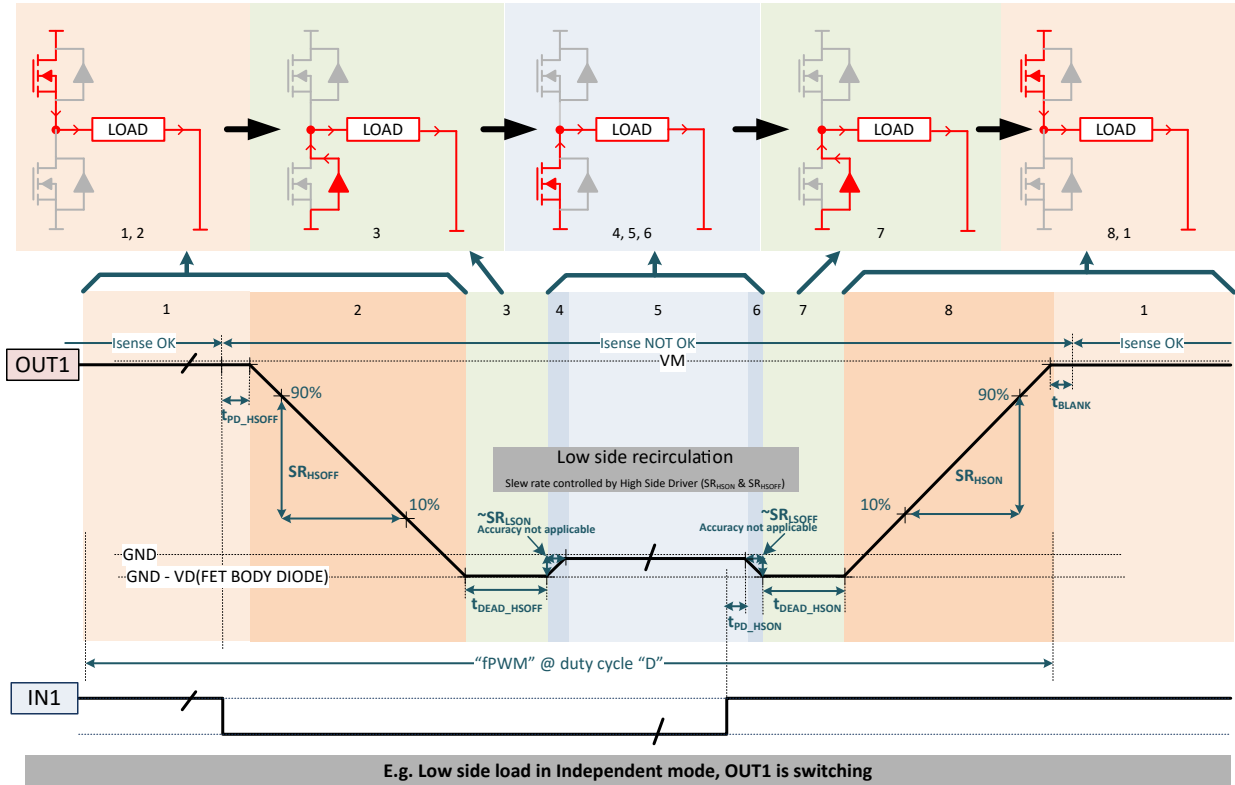 LOAD LOAD LOAD LOAD LOAD
1, 2 3 4, 5, 6 7 8, 1
1 2 3 4 5 6 7 8 1
Isense OK Isense NOT OK Isense OK
VM
OUT1
90% 90%
tPD_HSOFF tBLANK
Low side recirculation
Slew rate controlled by High Side Driver (SRHSON & SRHSOFF)
SRHSOFF SRHSON
10% 10%
~SRLSON ~SRLSOFF
Accuracy not applicable Accuracy not applicable
GND
GND - VD(FET BODY DIODE)
tDEAD_HSOFF tDEAD_HSON
tPD_HSON
“fPWM” @ duty cycle “D”
IN1
E.g. Low side load in Independent mode, OUT1 is switching